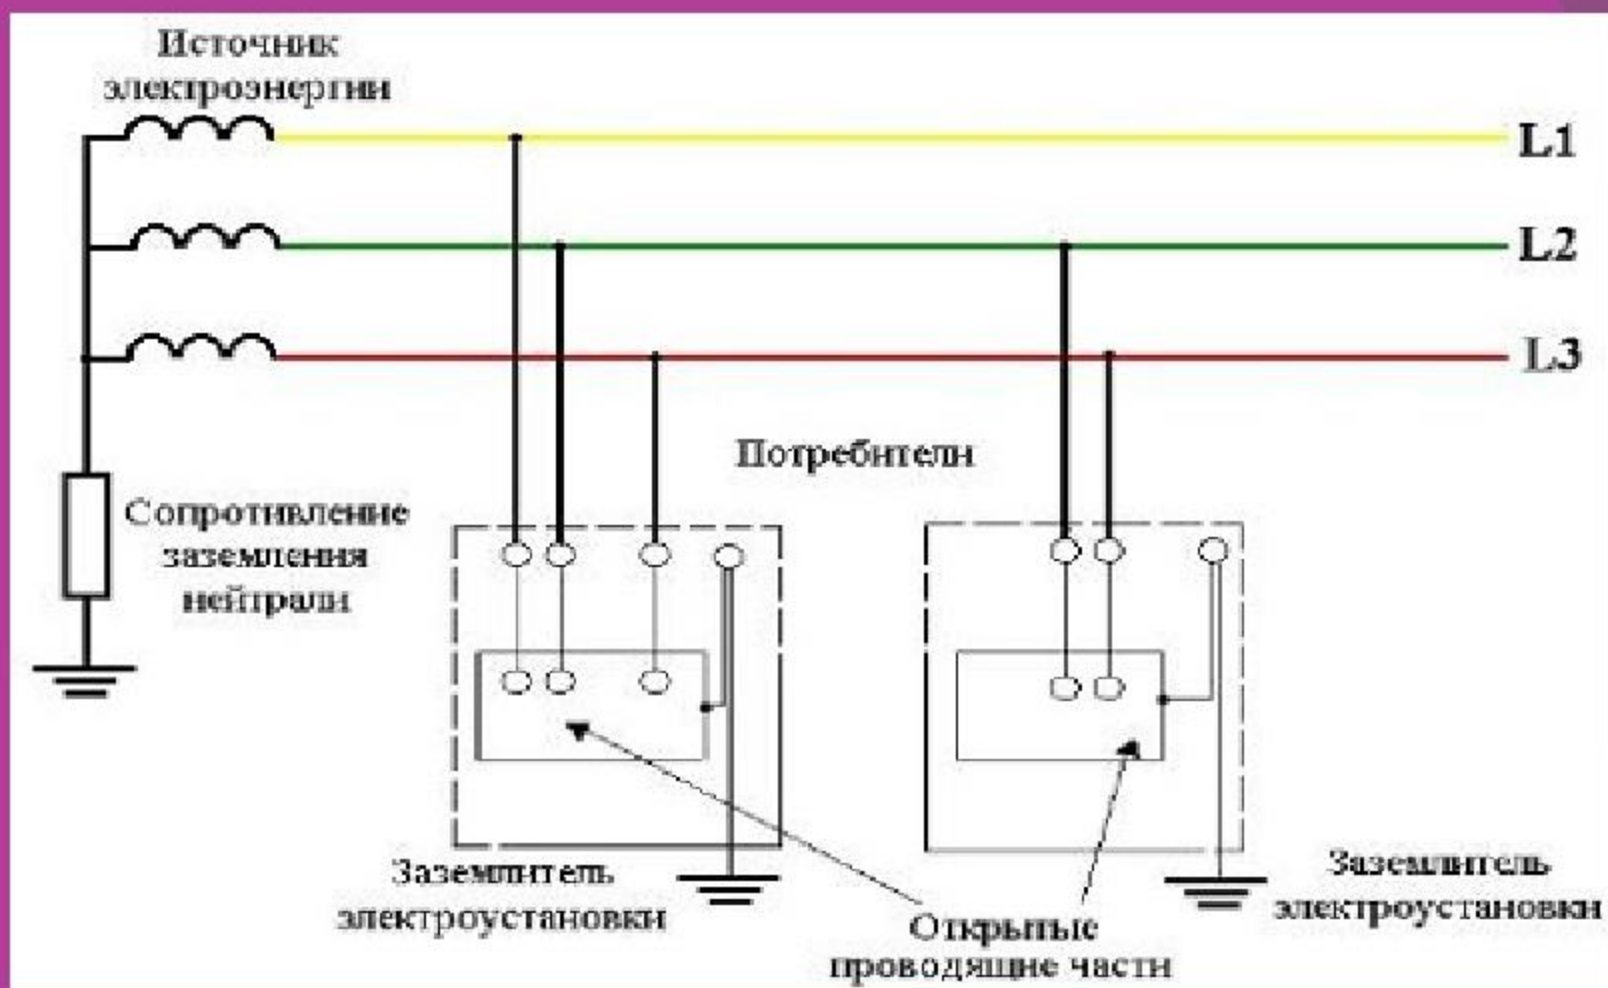 Источник
электроэнергии
L1
L2
L3
Потребители
Сопротивление
заземления
нейтрали
Заземлитель
электроустановки
Открытые
проводящие части
Заземлитель
электроустановки